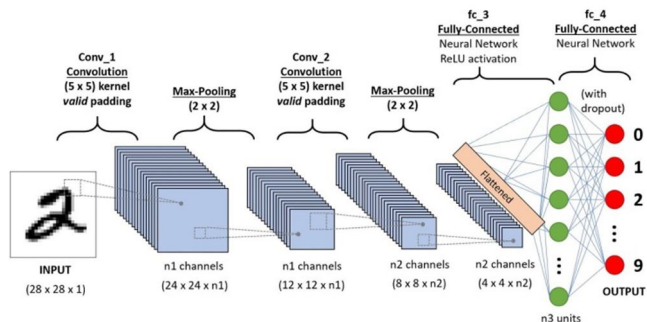 fc_3
Fully-Connected
Neural Network
ReLU activation
fc_4
Fully-Connected
Neural Network
Conv_1
Convolution
(5 x 5) kernel
valid padding
Max-Pooling
(2 x 2)
Conv_2
Convolution
(5 x 5) kernel
valid padding
Max-Pooling
(2 x 2)
(with
dropout)
Flattened
0
1
2
9
2
INPUT
(28 x 28 x 1)
n1 channels
(24 x 24 x n1)
n1 channels
(12 x 12 x n1)
n2 channels
(8 x 8 x n2)
n2 channels
(4 x 4 x n2)
OUTPUT
n3 units